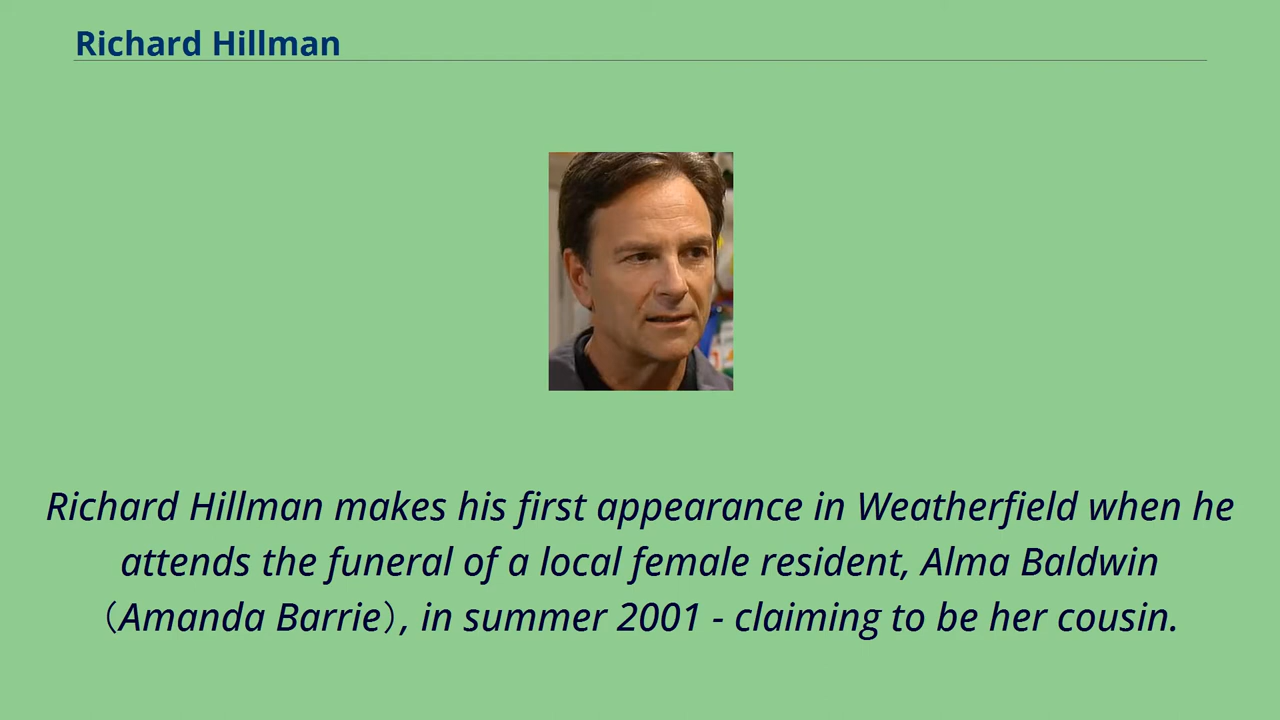 Richard Hillman
Richard Hillman makes his first appearance in Weatherfield when he
attends the funeral of a local female resident, Alma Baldwin
（Amanda Barrie）, in summer 2001 - claiming to be her cousin.